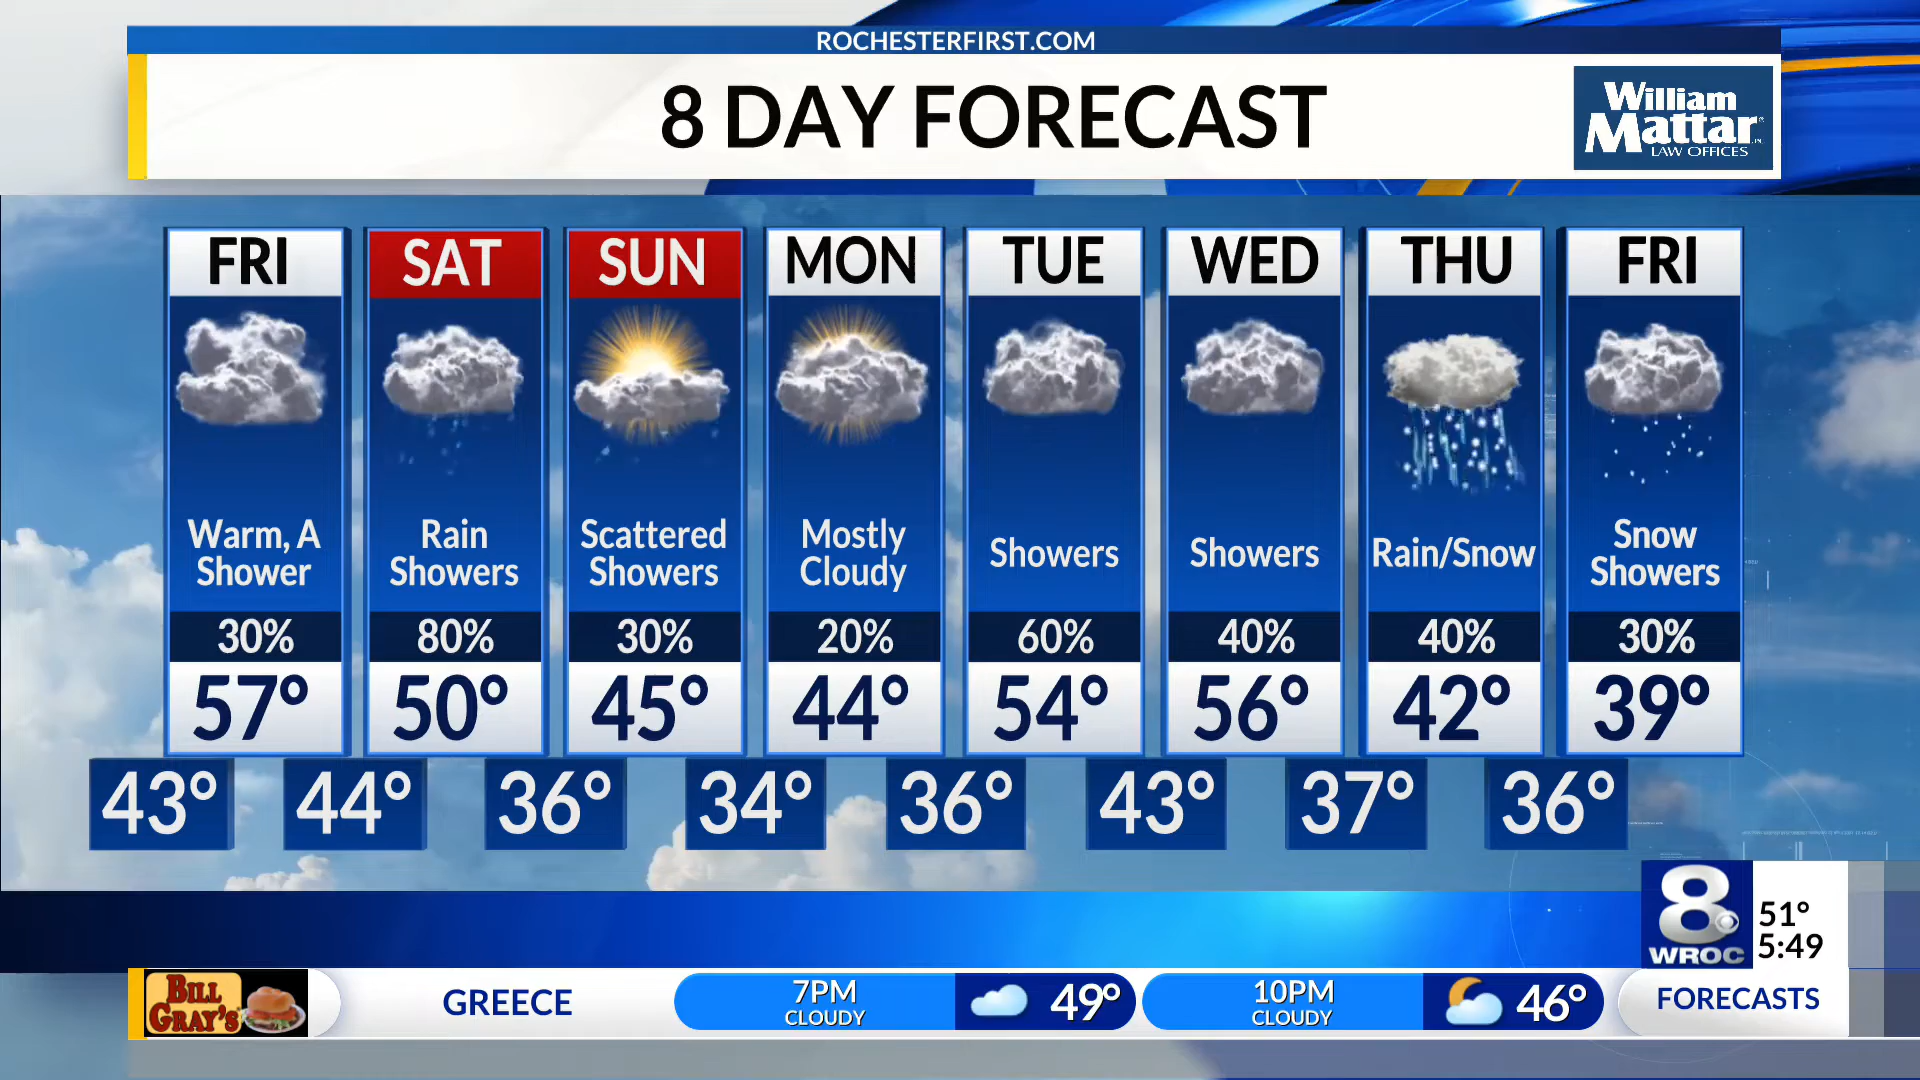 ROCHESTERFIRST.COM
8 DAY FORECAST
William
Mattar
LAW OFFICES
FRI
SAT
SUN
MON
TUE
WED
THU
FRI
Warm, A
Shower
Rain
Showers
Scattered
Showers
Mostly
Cloudy
Showers
Showers
Rain/Snow
Snow
Showers
30%
80%
30%
20%
60%
40%
40%
30%
57°
50°
45°
44°
54°
56°
42°
39°
43°
44°
36°
34°
36°
43°
37°
36°
8
WROC
51°
5:49
BILL
GRAY'S
GREECE
7PM
CLOUDY
49°
10PM
CLOUDY
46°
FORECASTS